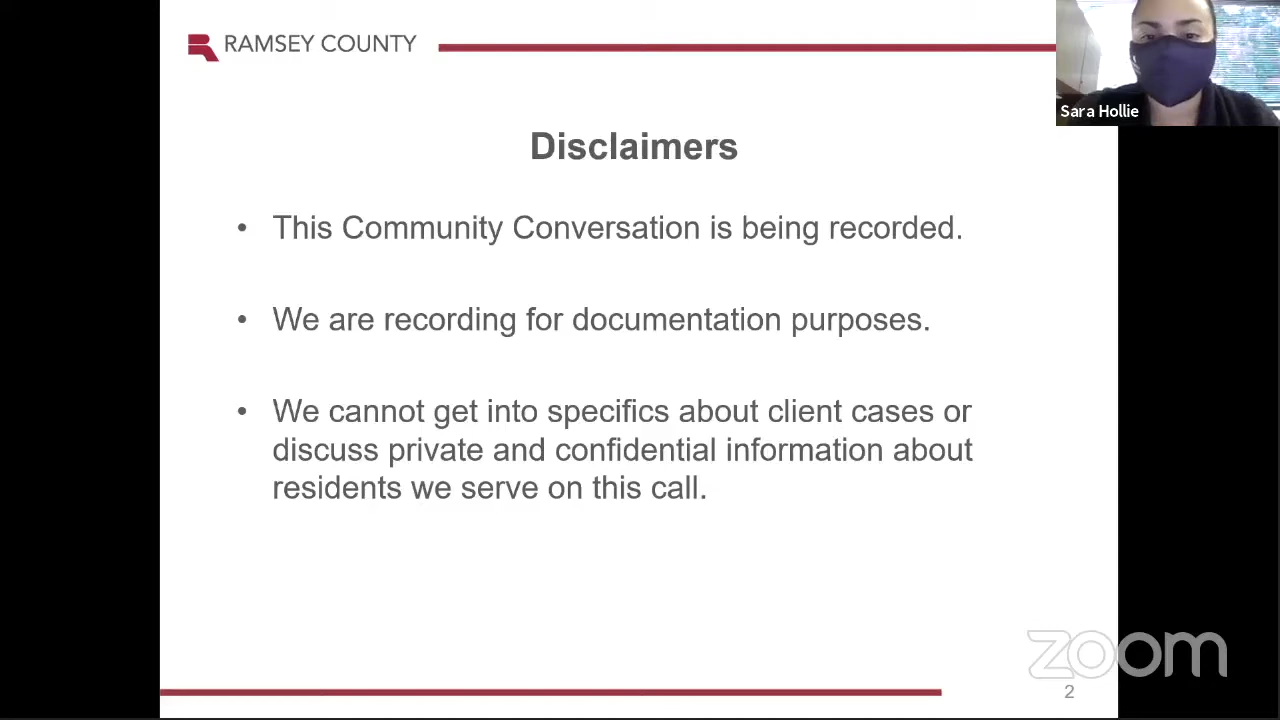 RAMSEY COUNTY
Sara Hollie
Disclaimers
• This Community Conversation is being recorded.
• We are recording for documentation purposes.
• We cannot get into specifics about client cases or
discuss private and confidential information about
residents we serve on this call.
zoom
2